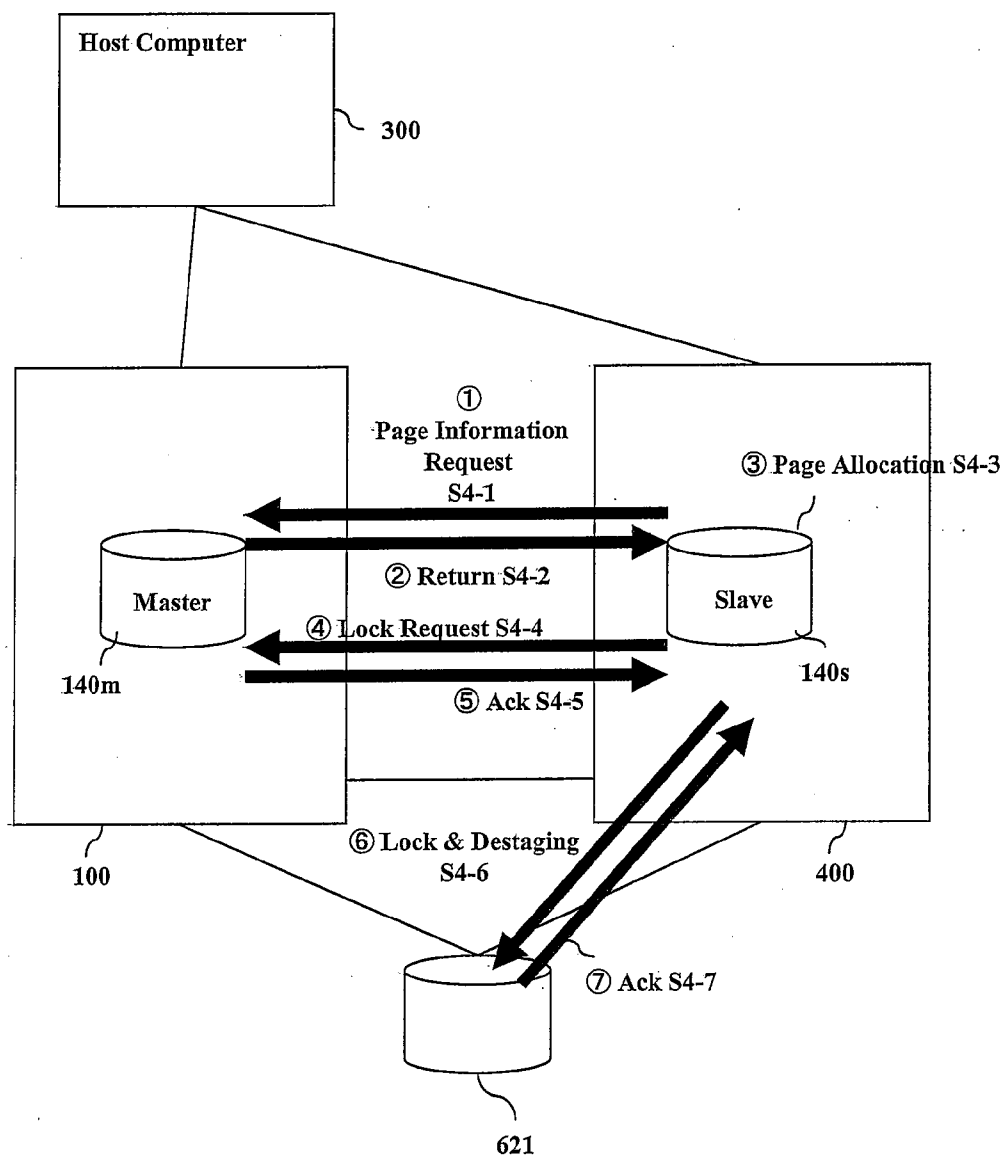 Host Computer
300
①
Page Information
Request
S4-1
③ Page Allocation S4-3
② Return S4-2
Master
Slave
④ Lock Request S4-4
140m
140s
⑤ Ack S4-5
⑥ Lock & Destaging
S4-6
100
400
⑦ Ack S4-7
621